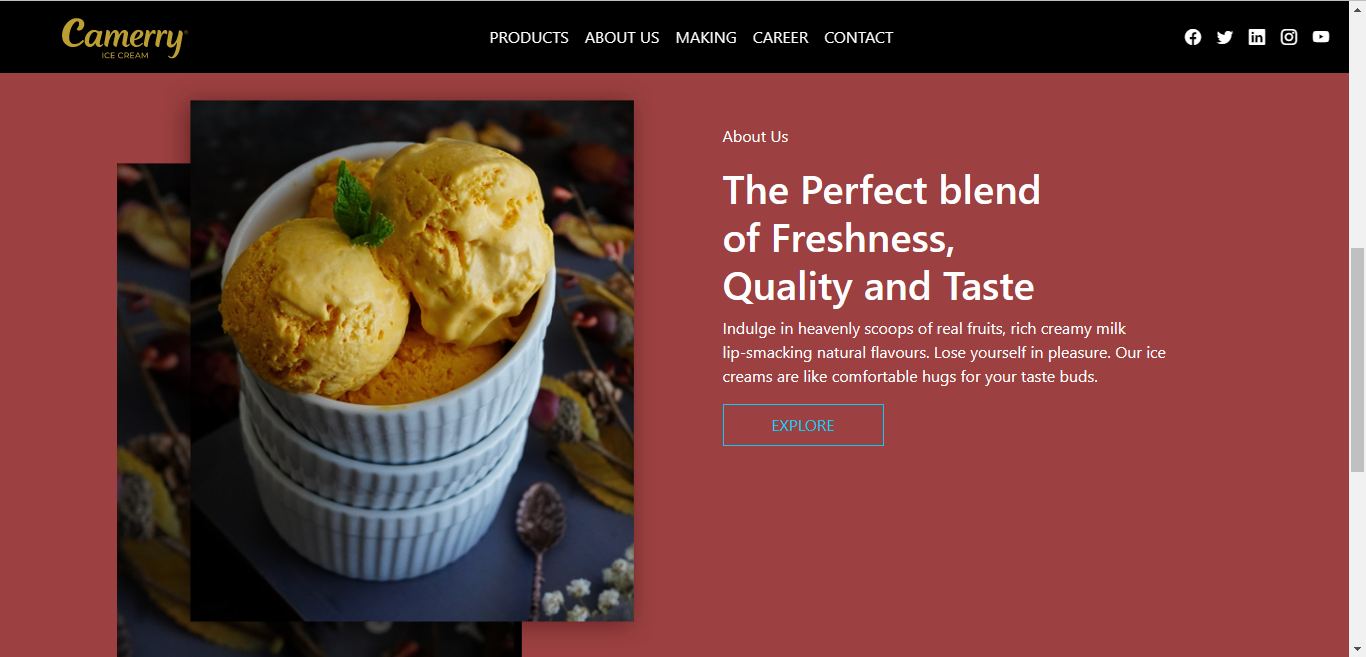 Camerry
ICE CREAM
PRODUCTS ABOUT US MAKING CAREER CONTACT
About Us
The Perfect blend
of Freshness,
Quality and Taste
Indulge in heavenly scoops of real fruits, rich creamy milk
lip-smacking natural flavours. Lose yourself in pleasure. Our ice
creams are like comfortable hugs for your taste buds.
EXPLORE